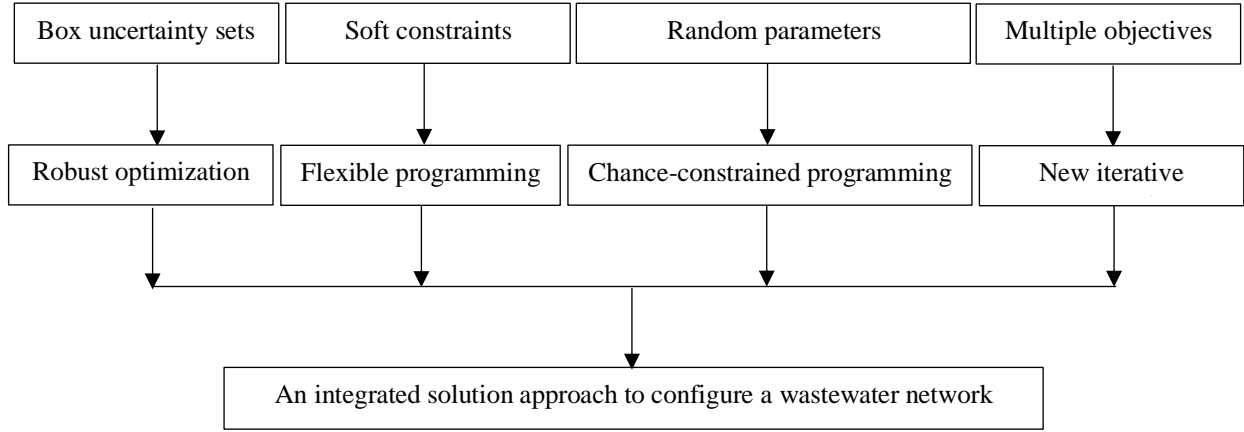 Box uncertainty sets
Soft constraints
Random parameters
Multiple objectives
Robust optimization
Flexible programming
Chance-constrained programming
New iterative
An integrated solution approach to configure a wastewater network